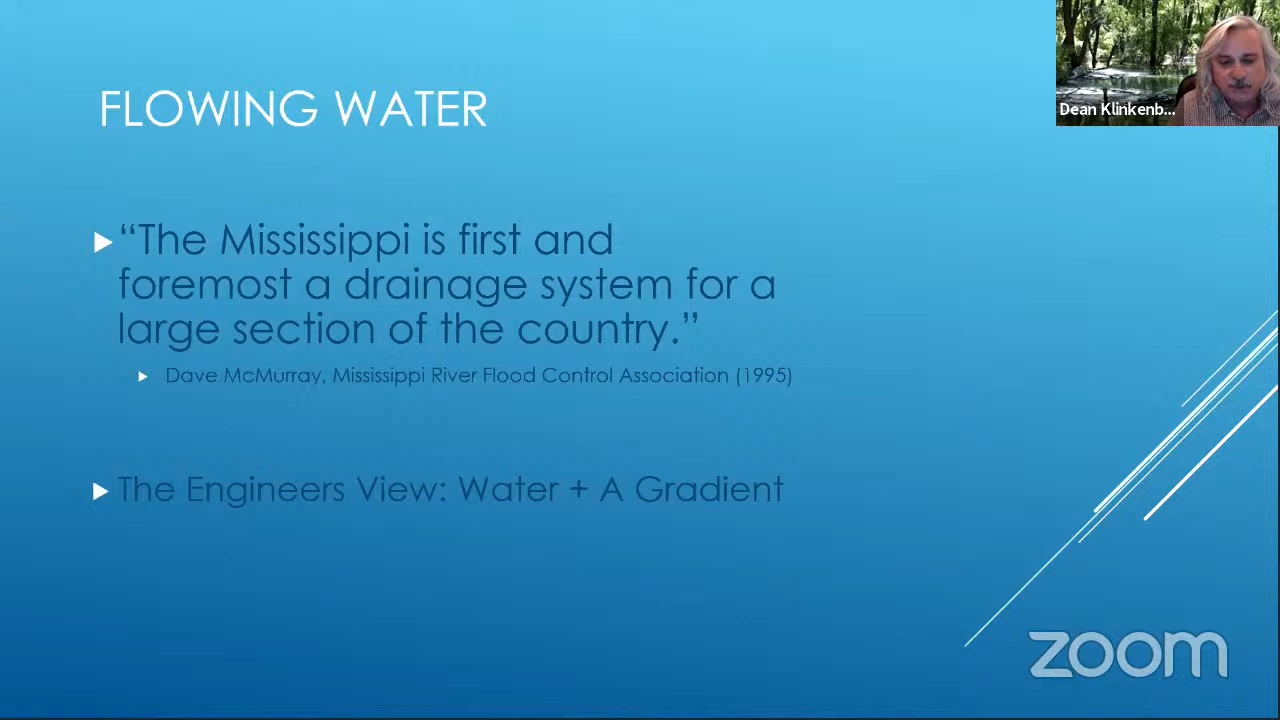 FLOWING WATER
Dean Klinkenb...
“The Mississippi is first and
foremost a drainage system for a
large section of the country.”
Dave McMurray, Mississippi River Flood Control Association (1995)
The Engineers View: Water + A Gradient
zoom